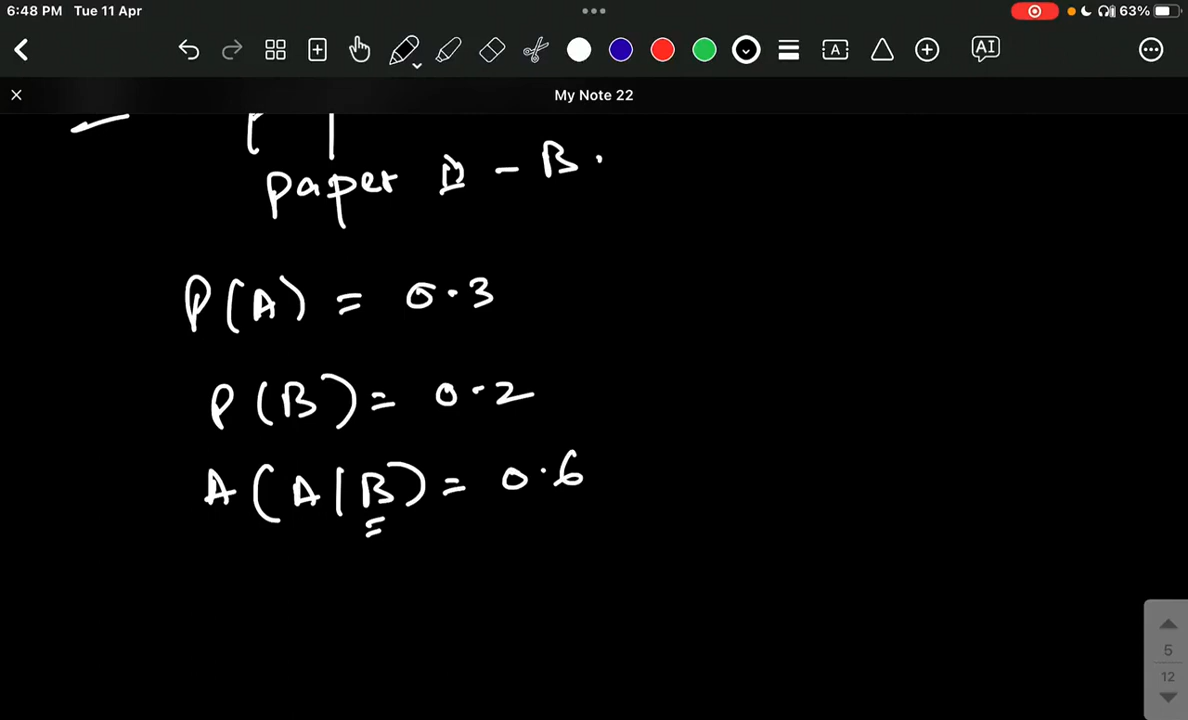 6:48 PM Tue 11 Apr
63%
A
AI
My Note 22
paper D - B.
P(A) = 0.3
P(B) = 0.2
A(A|B) = 0.6
5
12